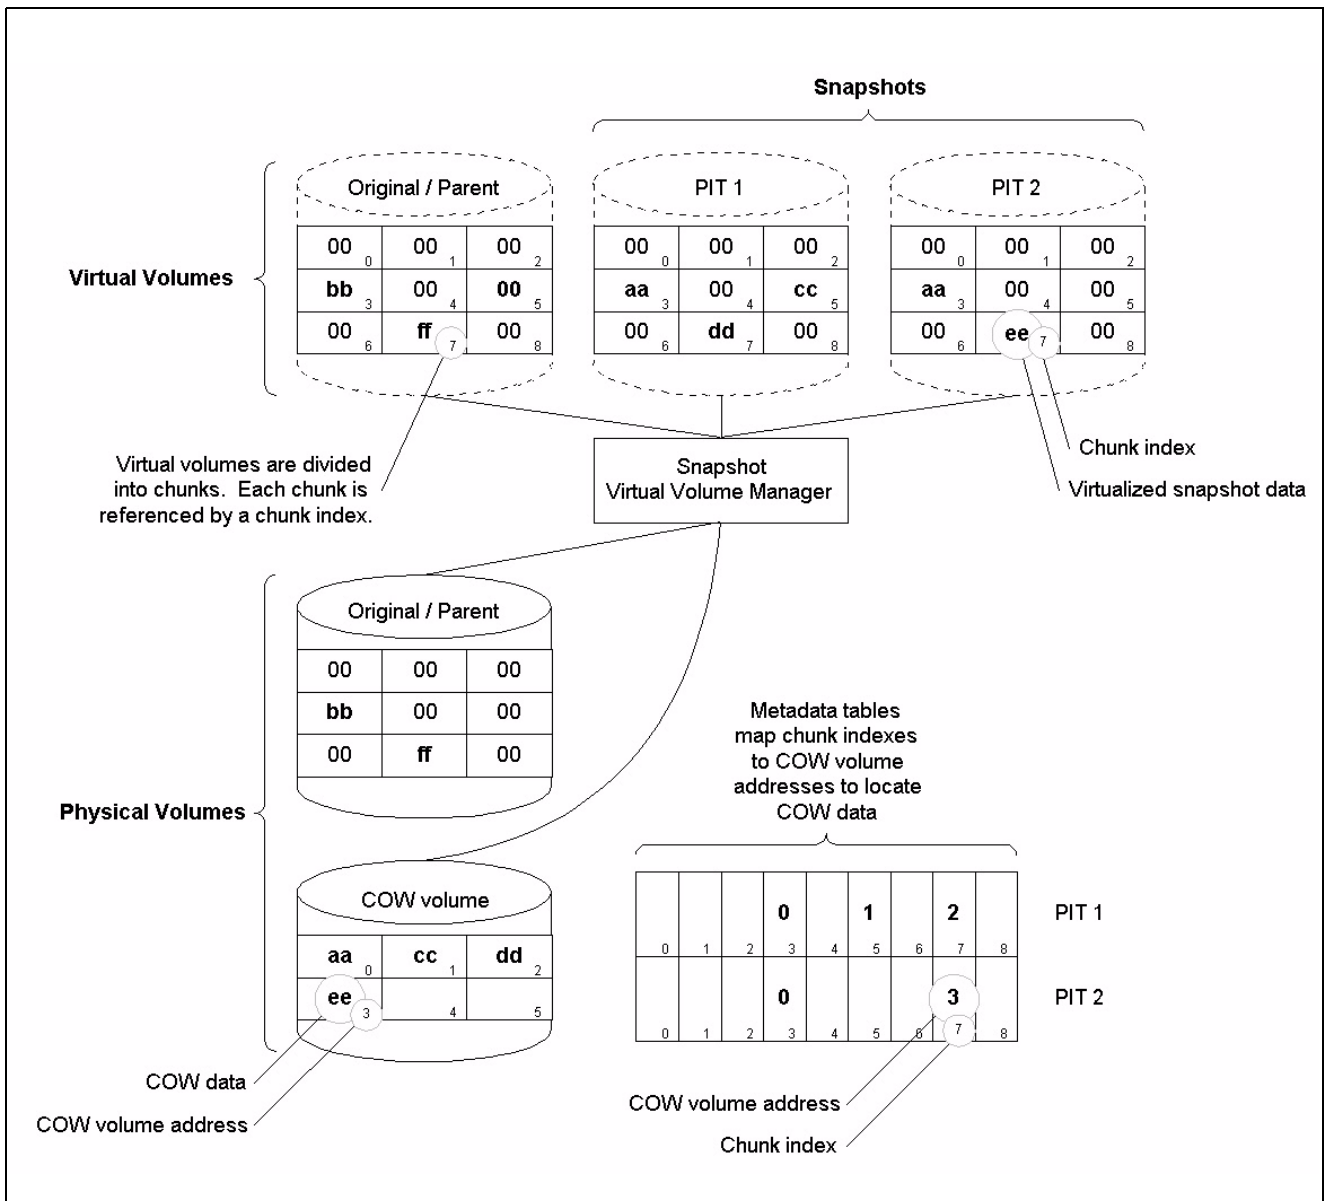 Snapshots
Original / Parent
PIT 1
PIT 2
Virtual Volumes
00 0 00 1 00 2
bb 3 00 4 00 5
00 6 ff 7 00 8
00 0 00 1 00 2
aa 3 00 4 cc 5
00 6 dd 7 00 8
00 0 00 1 00 2
aa 3 00 4 00 5
00 6 ee 7 00 8
Virtual volumes are divided
into chunks. Each chunk is
referenced by a chunk index.
Snapshot
Virtual Volume Manager
Chunk index
Virtualized snapshot data
Physical Volumes
Original / Parent
00 00 00
bb 00 00
00 ff 00
COW volume
aa 0 cc 1 dd 2
ee 3 4 5
COW data
COW volume address
Metadata tables
map chunk indexes
to COW volume
addresses to locate
COW data
0 1 2
0 1 2 3 4 5 6 7 8
PIT 1
0 3
0 1 2 3 4 5 6 7 8
PIT 2
COW volume address
Chunk index